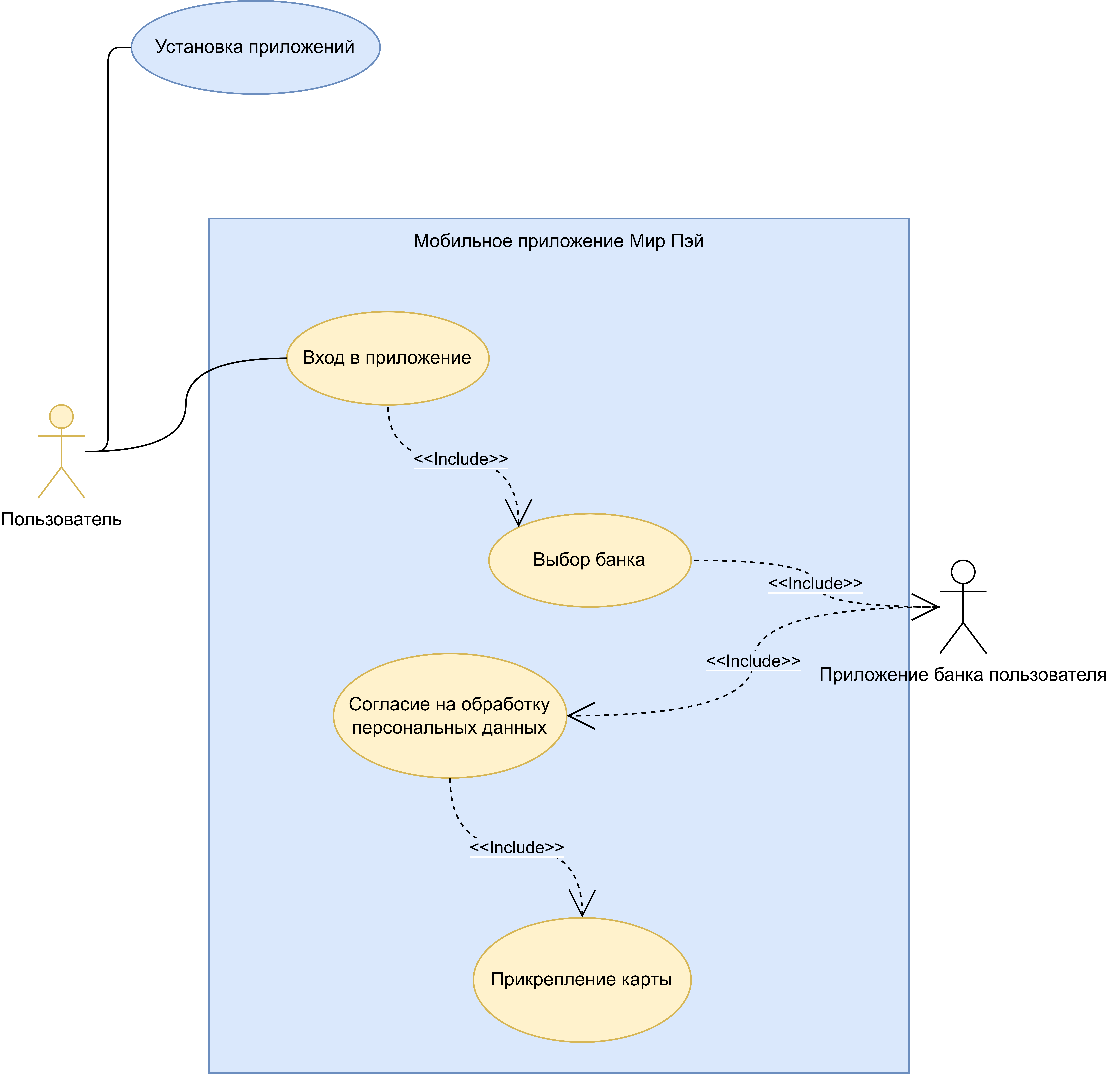 Установка приложений
Мобильное приложение Мир Пэй
Вход в приложение
<<Include>>
Пользователь
Выбор банка
<<Include>>
<<Include>>
Приложение банка пользователя
Согласие на обработку
персональных данных
<<Include>>
Прикрепление карты